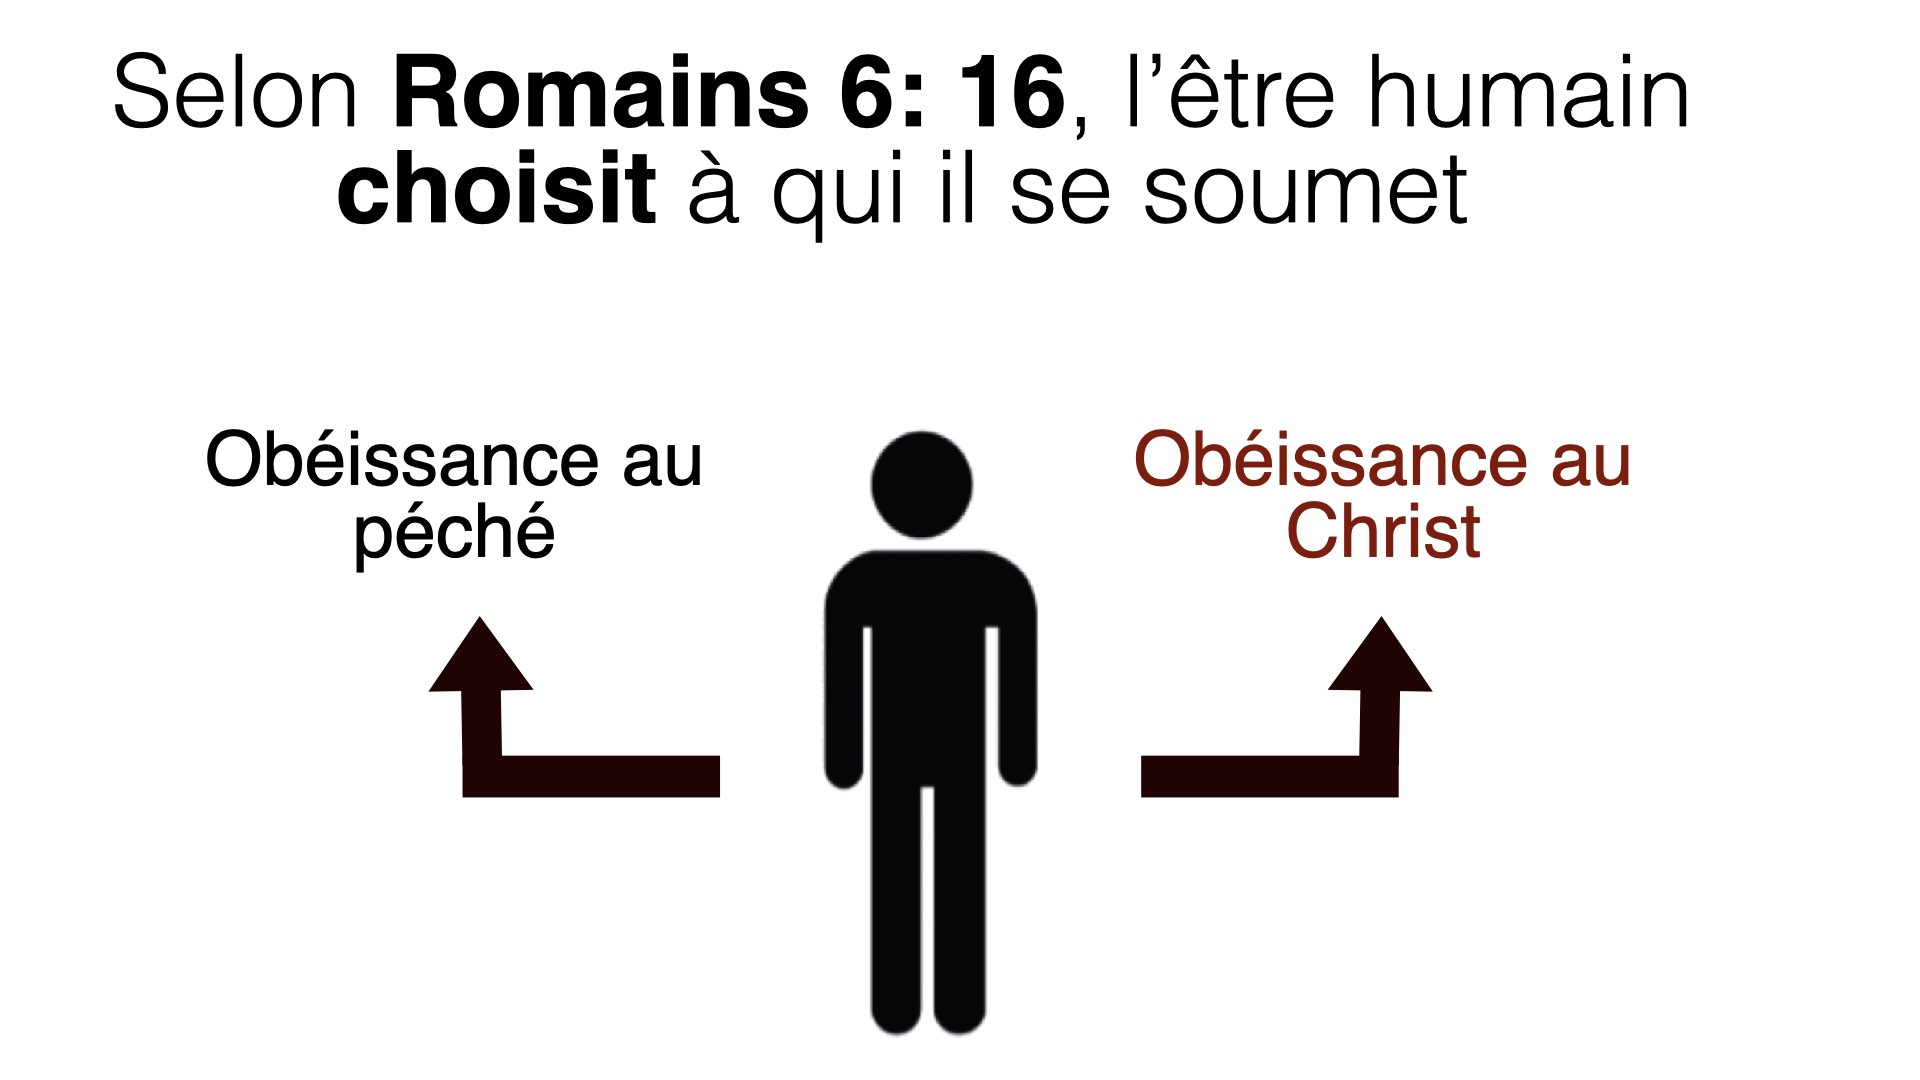 Selon Romains 6: 16, l’être humain
choisit à qui il se soumet
Obéissance au
péché
Obéissance au
Christ